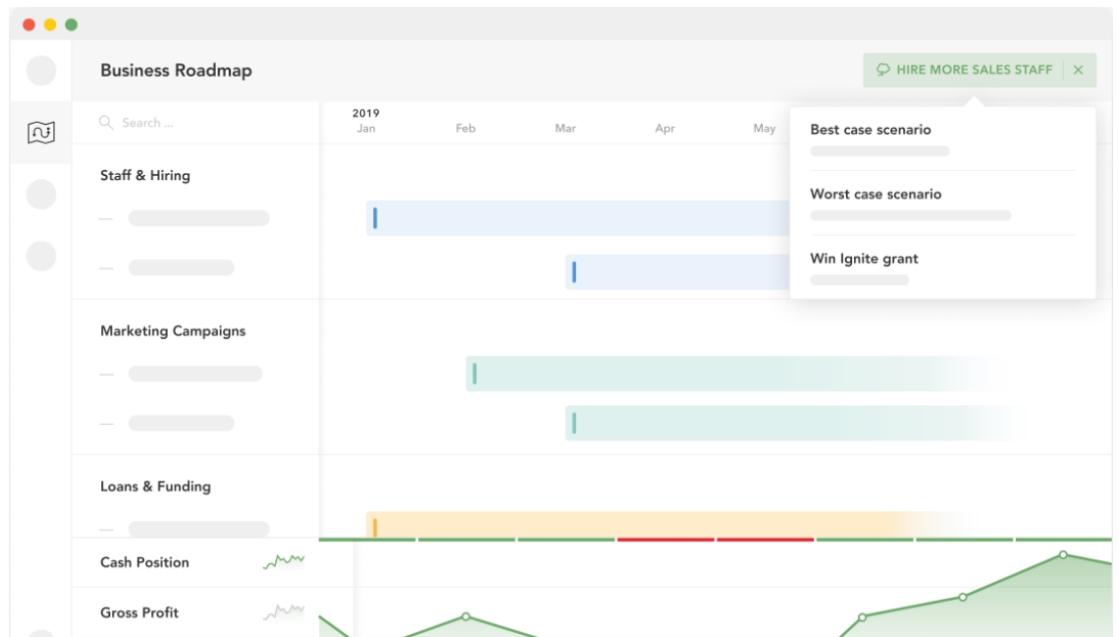 Business Roadmap
HIRE MORE SALES STAFF
Search ...
2019
Jan Feb Mar Apr May
Best case scenario
Worst case scenario
Win Ignite grant
Staff & Hiring
Marketing Campaigns
Loans & Funding
Cash Position
Gross Profit